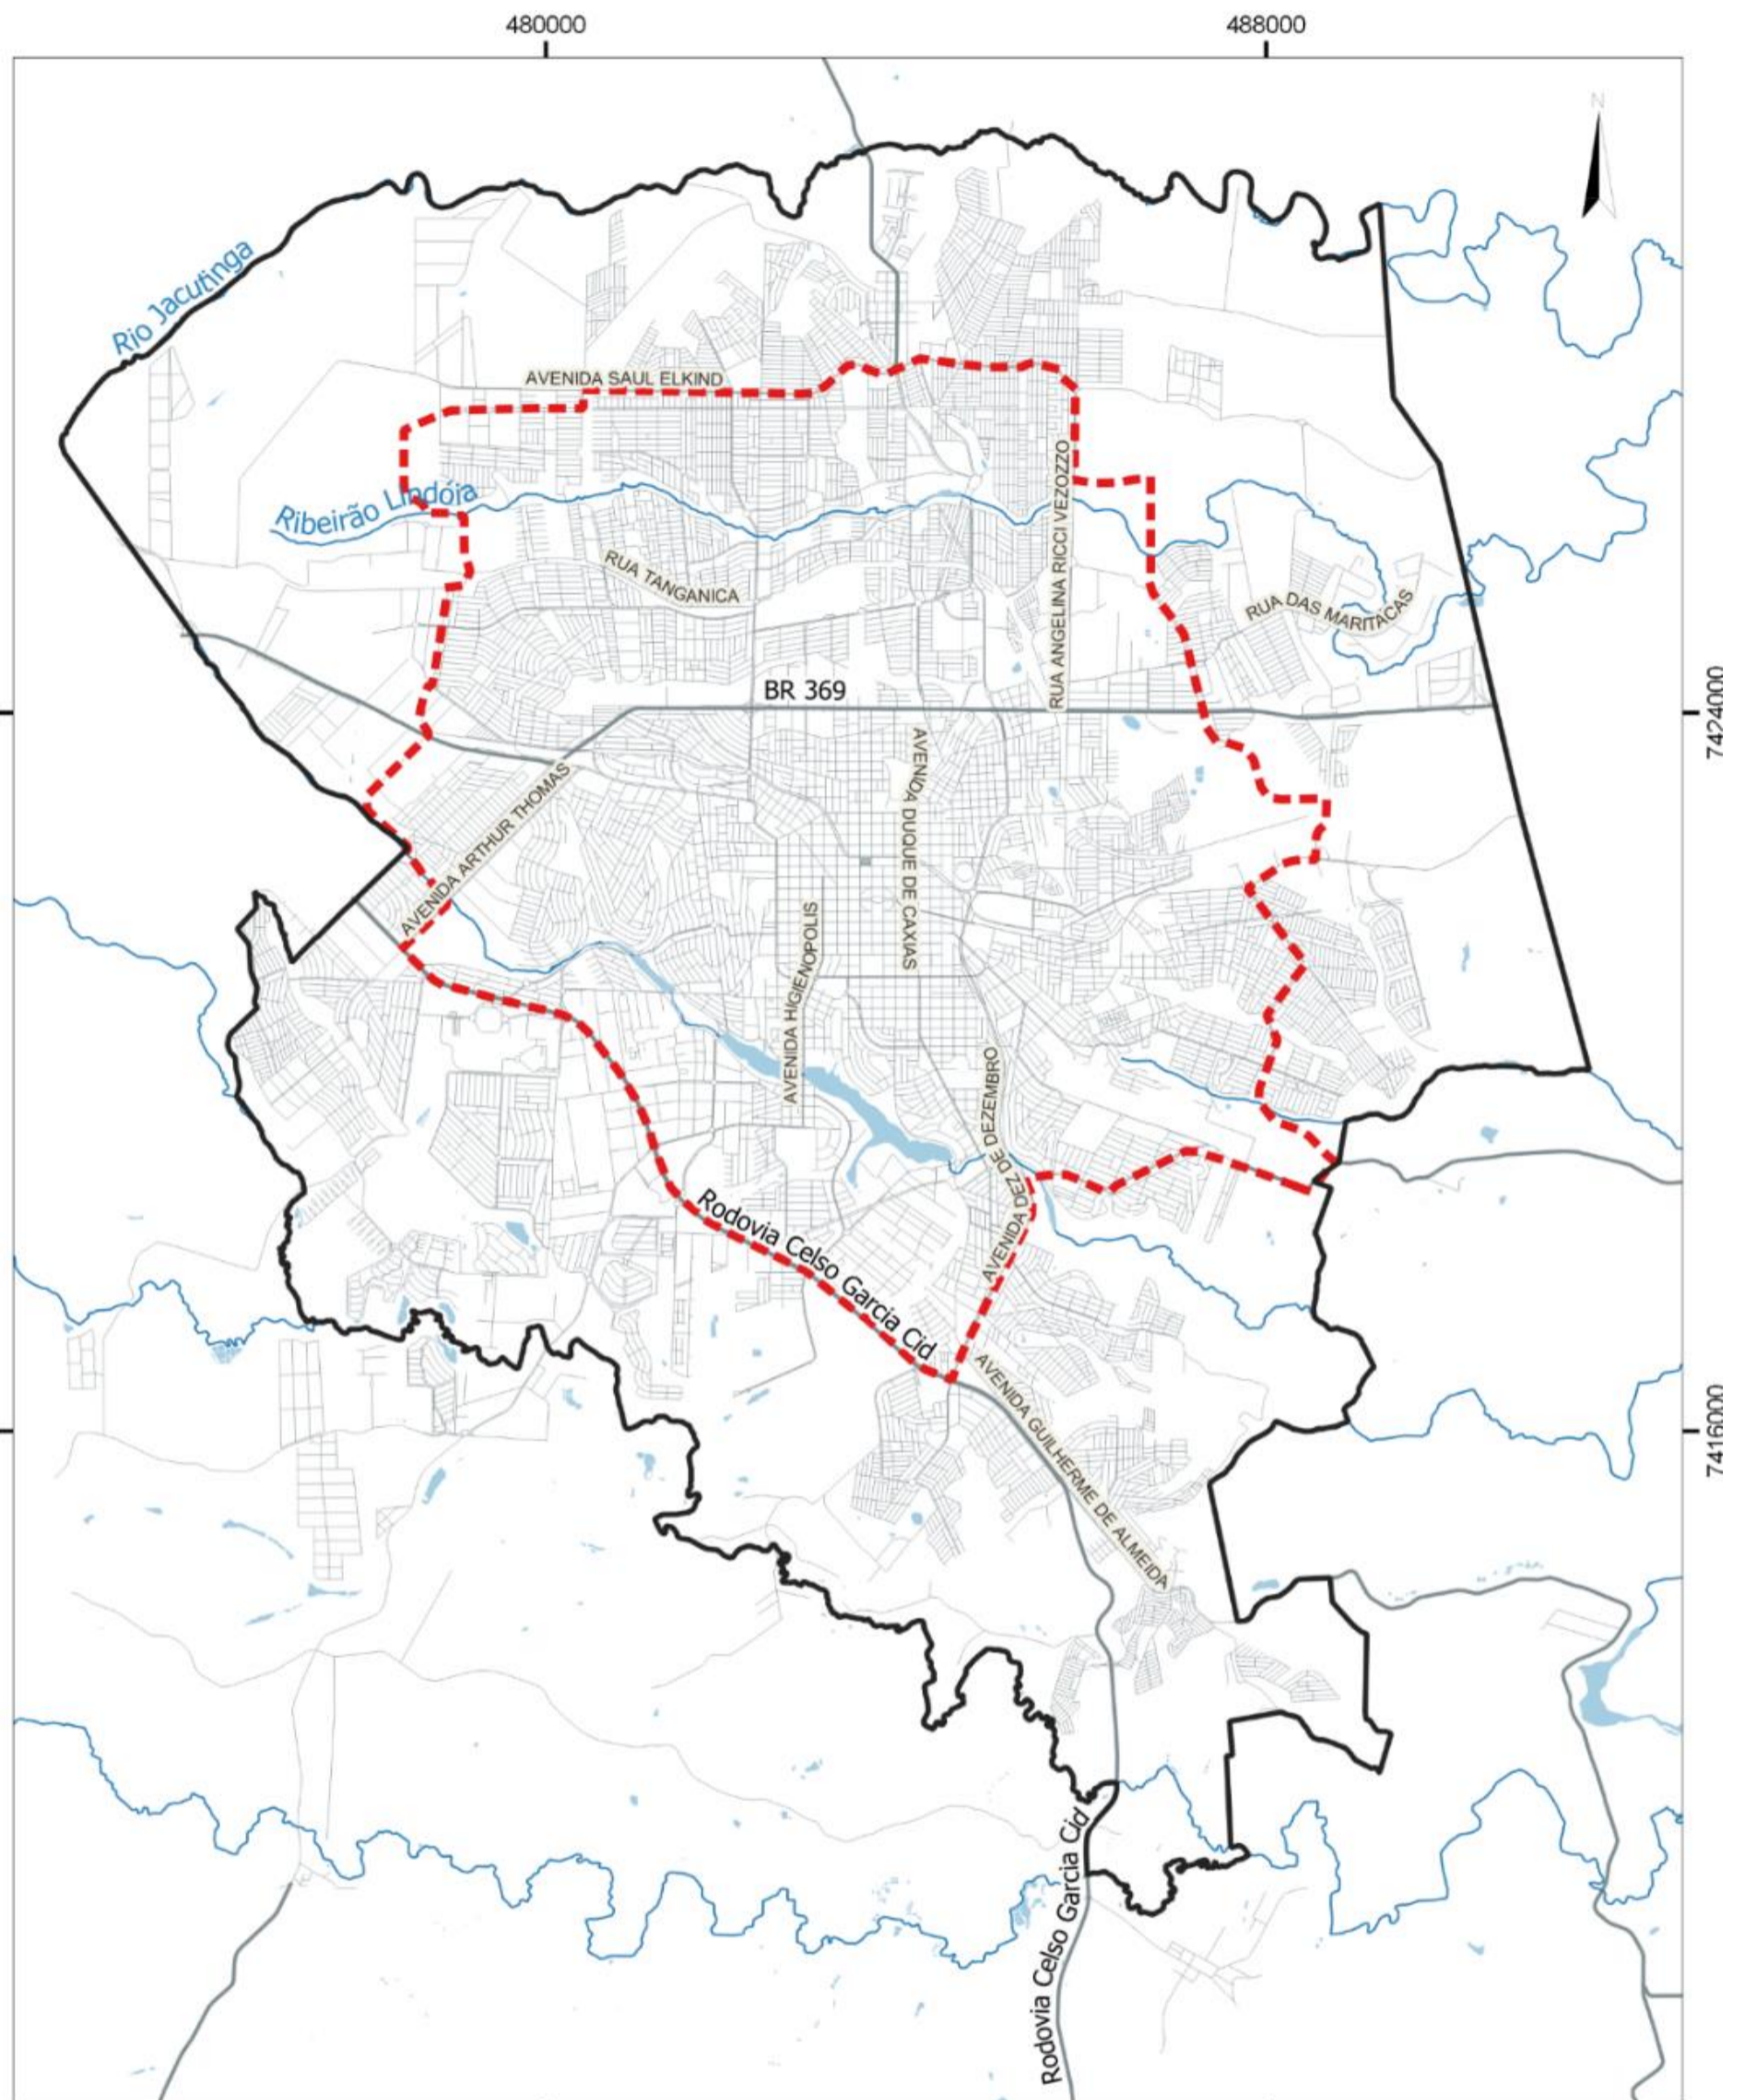 480000
488000
N
Rio Jacutinga
AVENIDA SAUL ELKIND
Ribeirão Lindóia
RUA ANGELINA RICCI VEZOZZO
RUA TANGANICA
RUA DAS MARITACAS
BR 369
7424000
AVENIDA ARTHUR THOMAS
AVENIDA DUQUE DE CAXIAS
AVENIDA HIGIENOPOLIS
AVENIDA DEZ DE DEZEMBRO
Rodovia Celso Garcia Cid
AVENIDA GUILHERME DE ALMEIDA
7416000
Rodovia Celso Garcia Cid